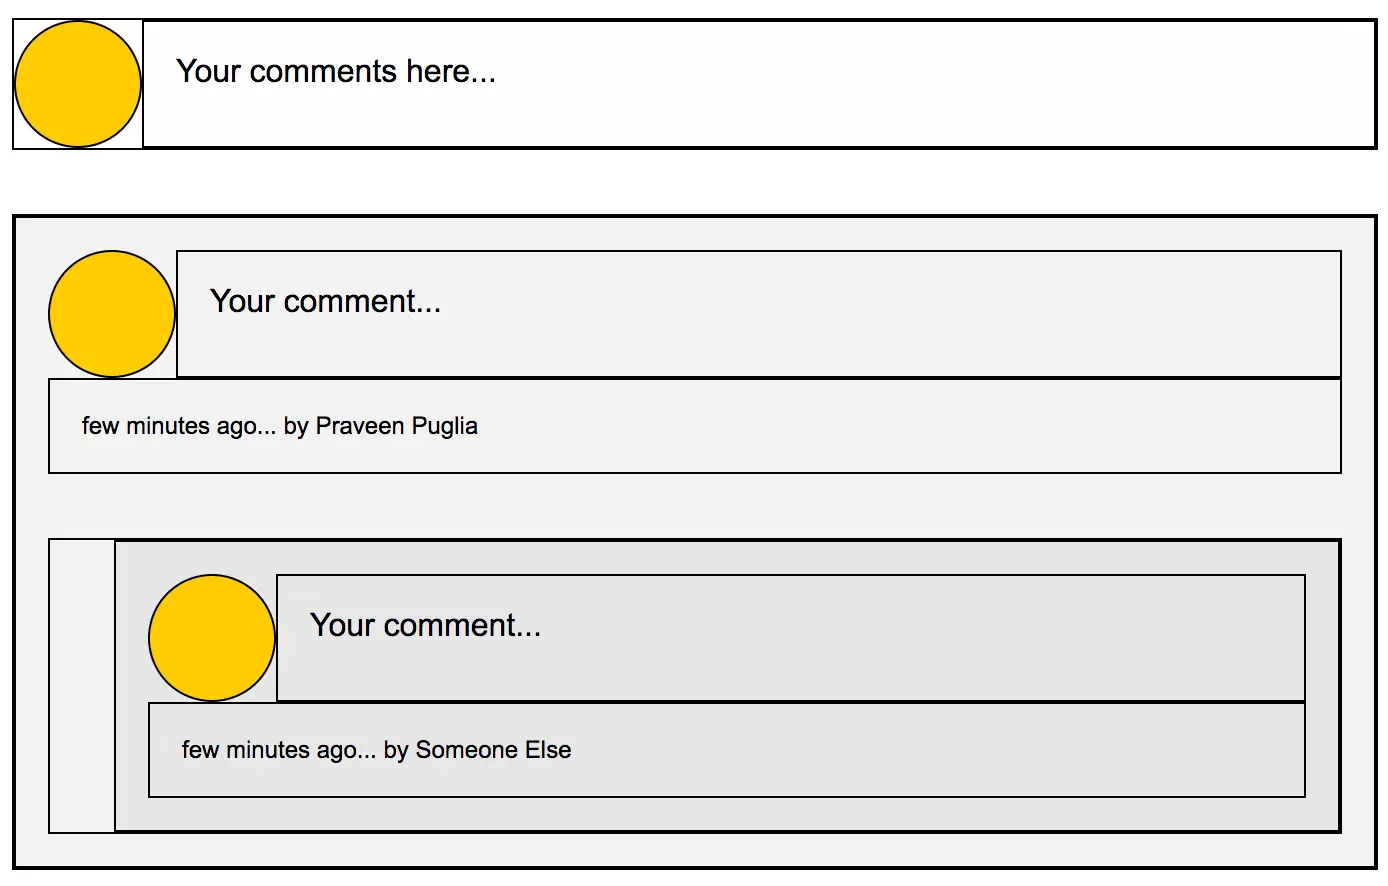 Your comments here...
Your comment...
few minutes ago... by Praveen Puglia
Your comment...
few minutes ago... by Someone Else